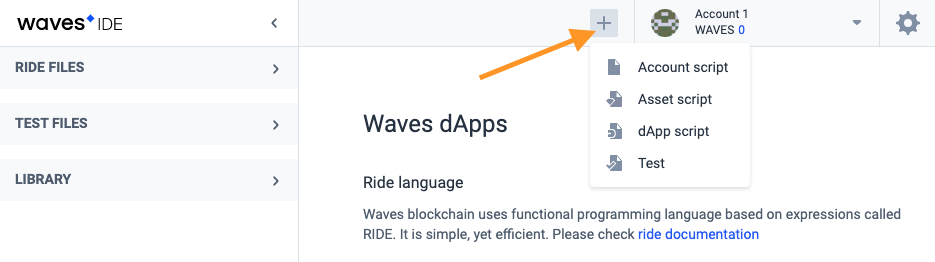 waves IDE
Account 1
WAVES 0
RIDE FILES
TEST FILES
LIBRARY
Account script
Asset script
dApp script
Test
Waves dApps
Ride language
Waves blockchain uses functional programming language based on expressions called
RIDE. It is simple, yet efficient. Please check ride documentation